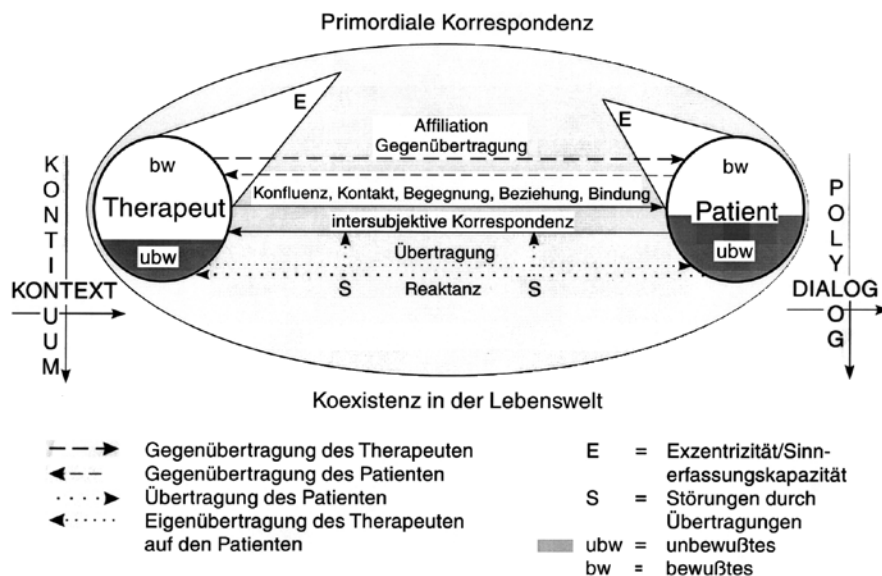 Primordiale Korrespondenz
E
E
Affiliation
Gegenübertragung
bw
bw
KONTINUUM
Konfluenz, Kontakt, Begegnung, Beziehung, Bindung
POLYLOG
Therapeut
Patient
intersubjektive Korrespondenz
ubw
ubw
Übertragung
KONTEXT
S
Reaktanz
S
DIALOG
Koexistenz in der Lebenswelt
Gegenübertragung des Therapeuten
Gegenübertragung des Patienten
Übertragung des Patienten
Eigenübertragung des Therapeuten
auf den Patienten
E = Exzentrizität/Sinn-
erfassungskapazität
S = Störungen durch
Übertragungen
ubw = unbewußtes
bw = bewußtes